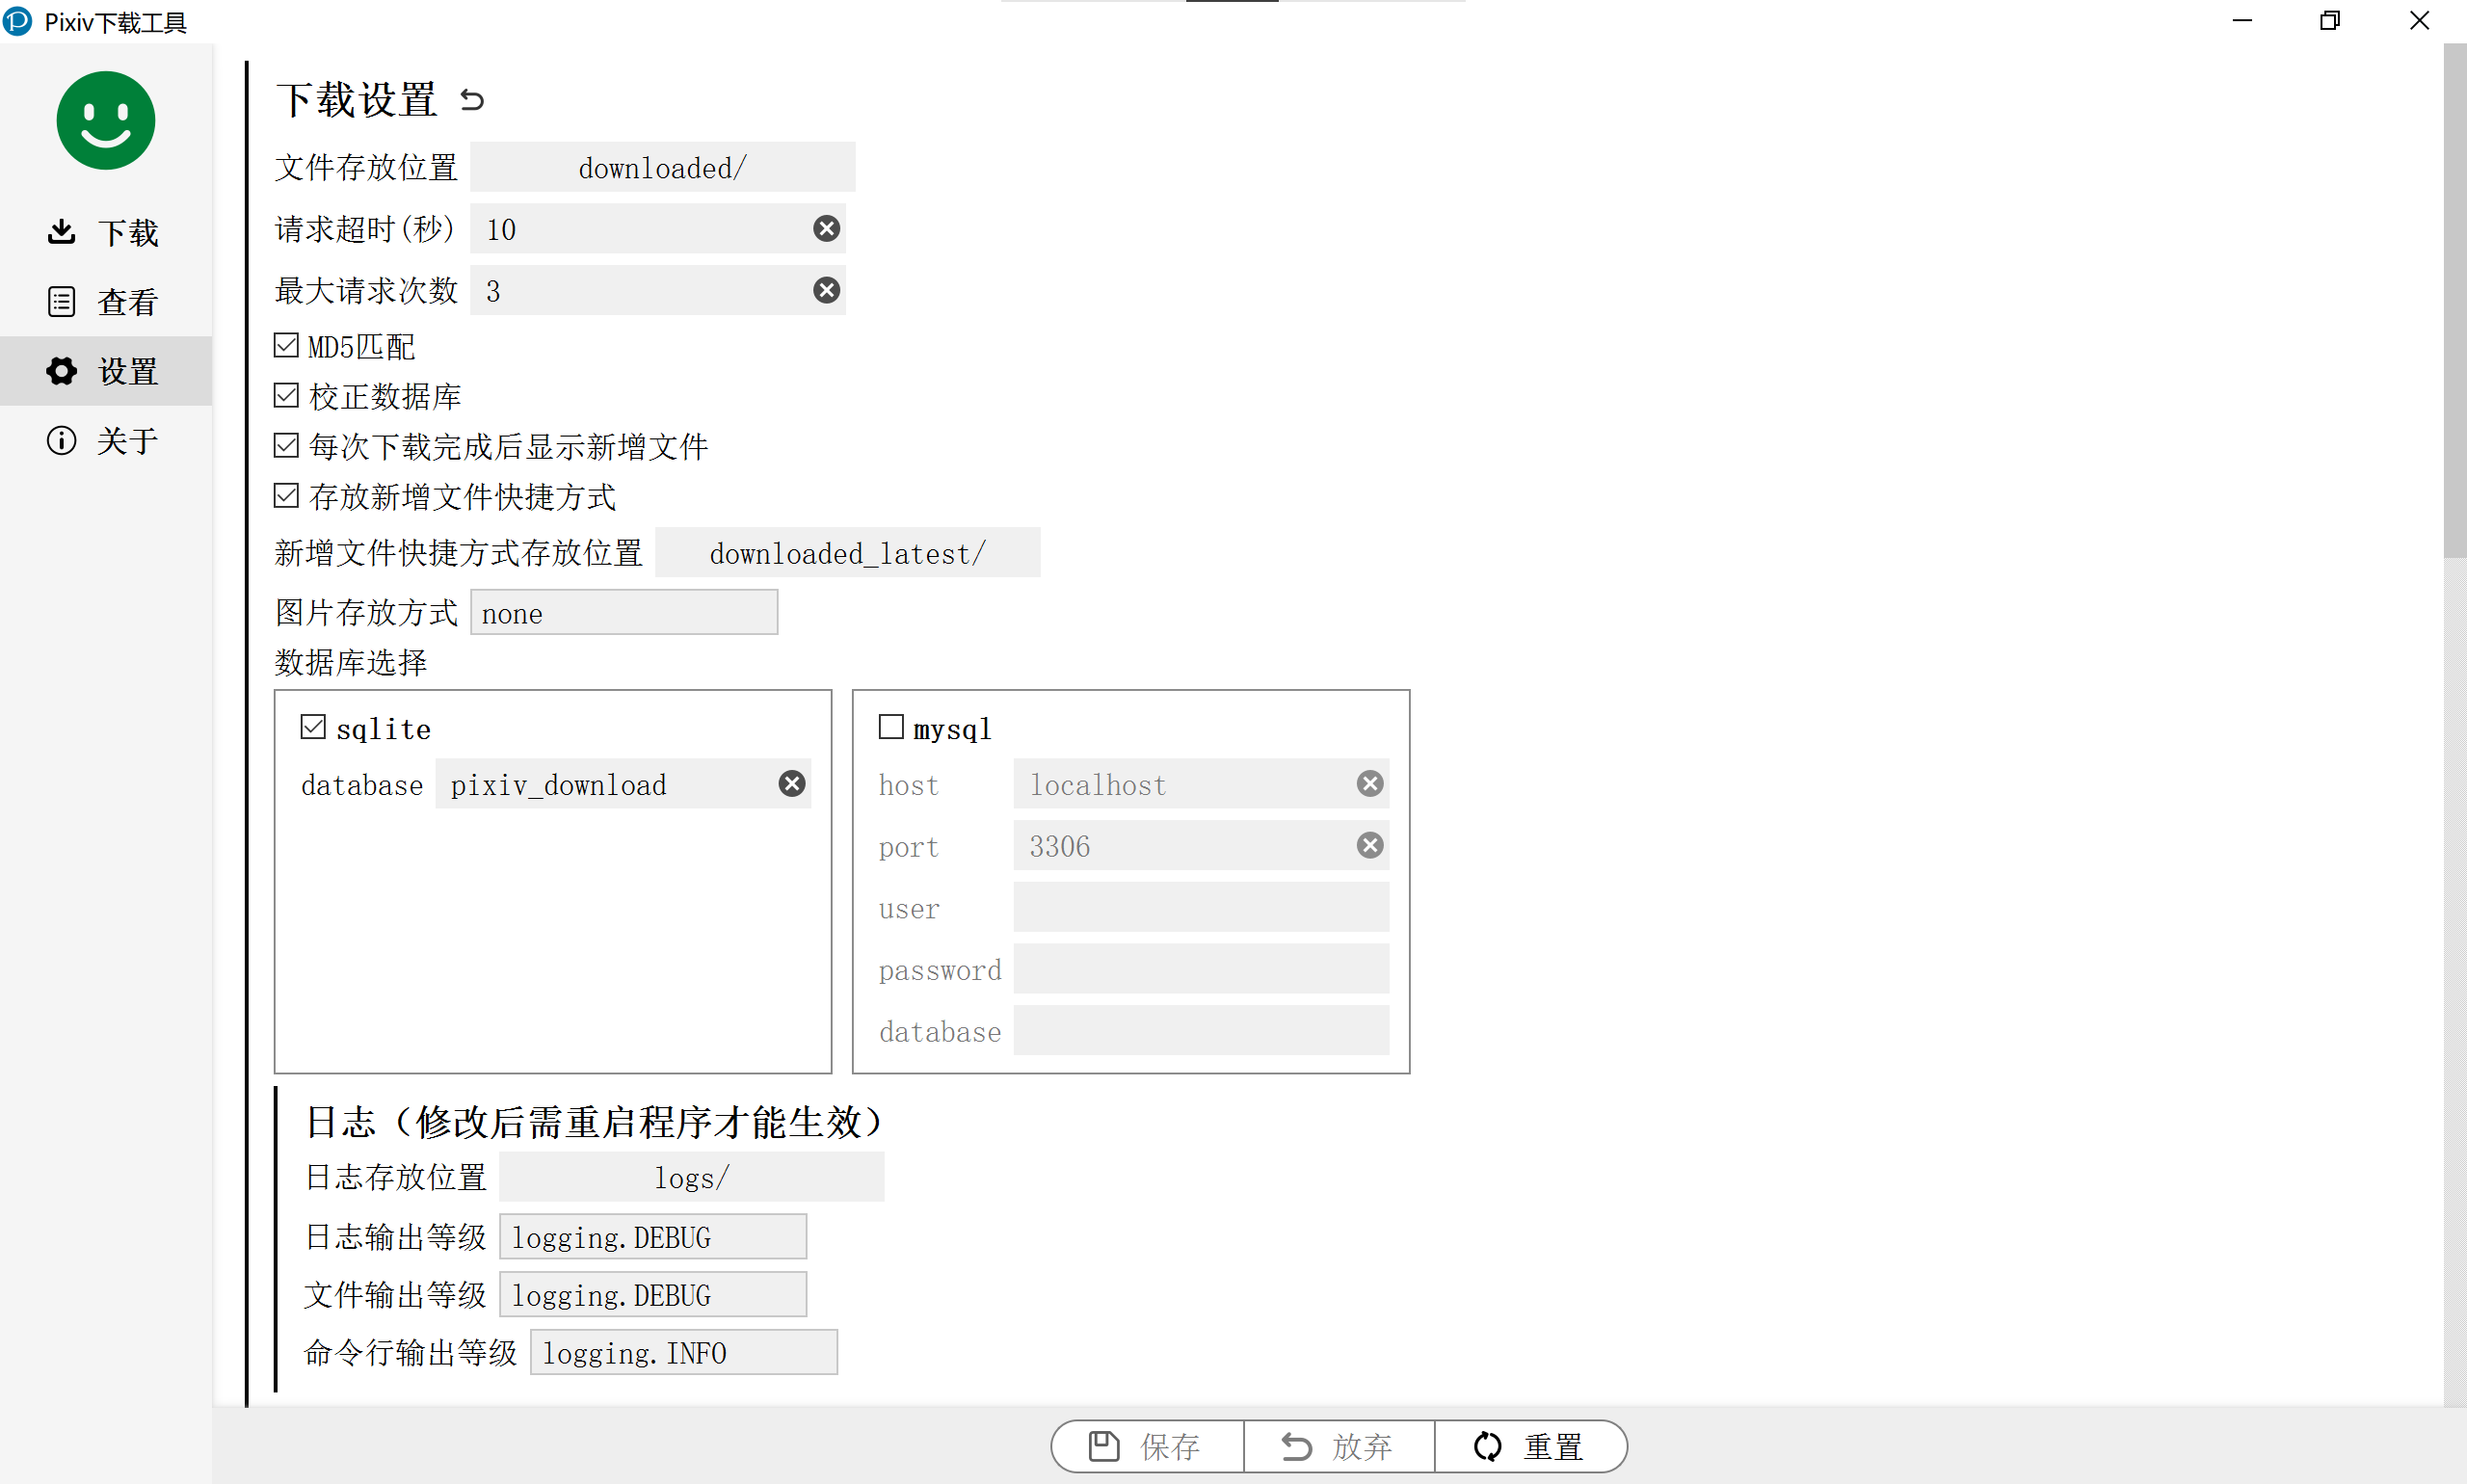 Pixiv下载工具
下载
查看
设置
关于
下载设置
文件存放位置 downloaded/
请求超时(秒) 10
最大请求次数 3
MD5匹配
校正数据库
每次下载完成后显示新增文件
存放新增文件快捷方式
新增文件快捷方式存放位置 downloaded_latest/
图片存放方式 none
数据库选择
sqlite
database pixiv_download
mysql
host localhost
port 3306
user
password
database
日志（修改后需重启程序才能生效）
日志存放位置 logs/
日志输出等级 logging.DEBUG
文件输出等级 logging.DEBUG
命令行输出等级 logging.INFO
保存 放弃 重置